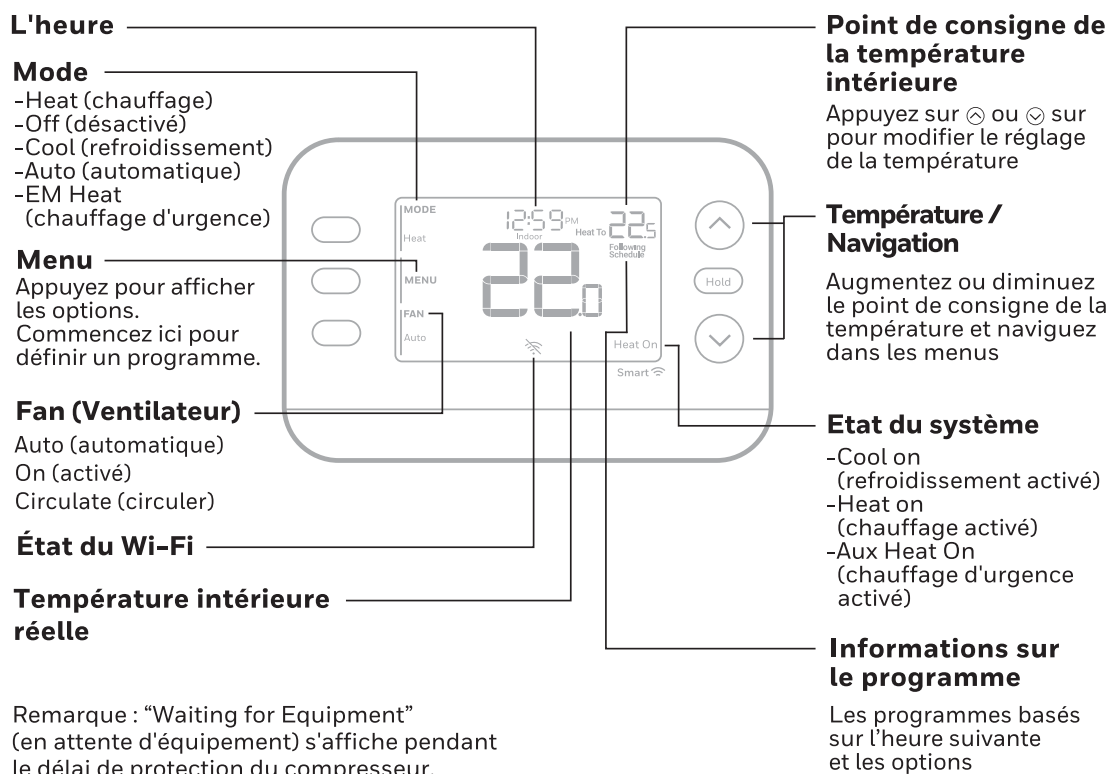 L'heure
Mode
-Heat (chauffage)
-Off (désactivé)
-Cool (refroidissement)
-Auto (automatique)
-EM Heat
(chauffage d'urgence)
Menu
Appuyez pour afficher
les options.
Commencez ici pour
définir un programme.
Fan (Ventilateur)
Auto (automatique)
On (activé)
Circulate (circuler)
État du Wi-Fi
Température intérieure
réelle
Remarque : “Waiting for Equipment”
(en attente d'équipement) s'affiche pendant
le délai de protection du compresseur.
MODE
Heat
MENU
FAN
Auto
12:59 PM
Indoor
22.0
Heat To 22.5
Following
Schedule
Heat On
Smart
Hold
Point de consigne de
la température
intérieure
Appuyez sur ou sur
pour modifier le réglage
de la température
Température /
Navigation
Augmentez ou diminuez
le point de consigne de la
température et naviguez
dans les menus
Etat du système
-Cool on
(refroidissement activé)
-Heat on
(chauffage activé)
-Aux Heat On
(chauffage d'urgence
activé)
Informations sur
le programme
Les programmes basés
sur l’heure suivante
et les options